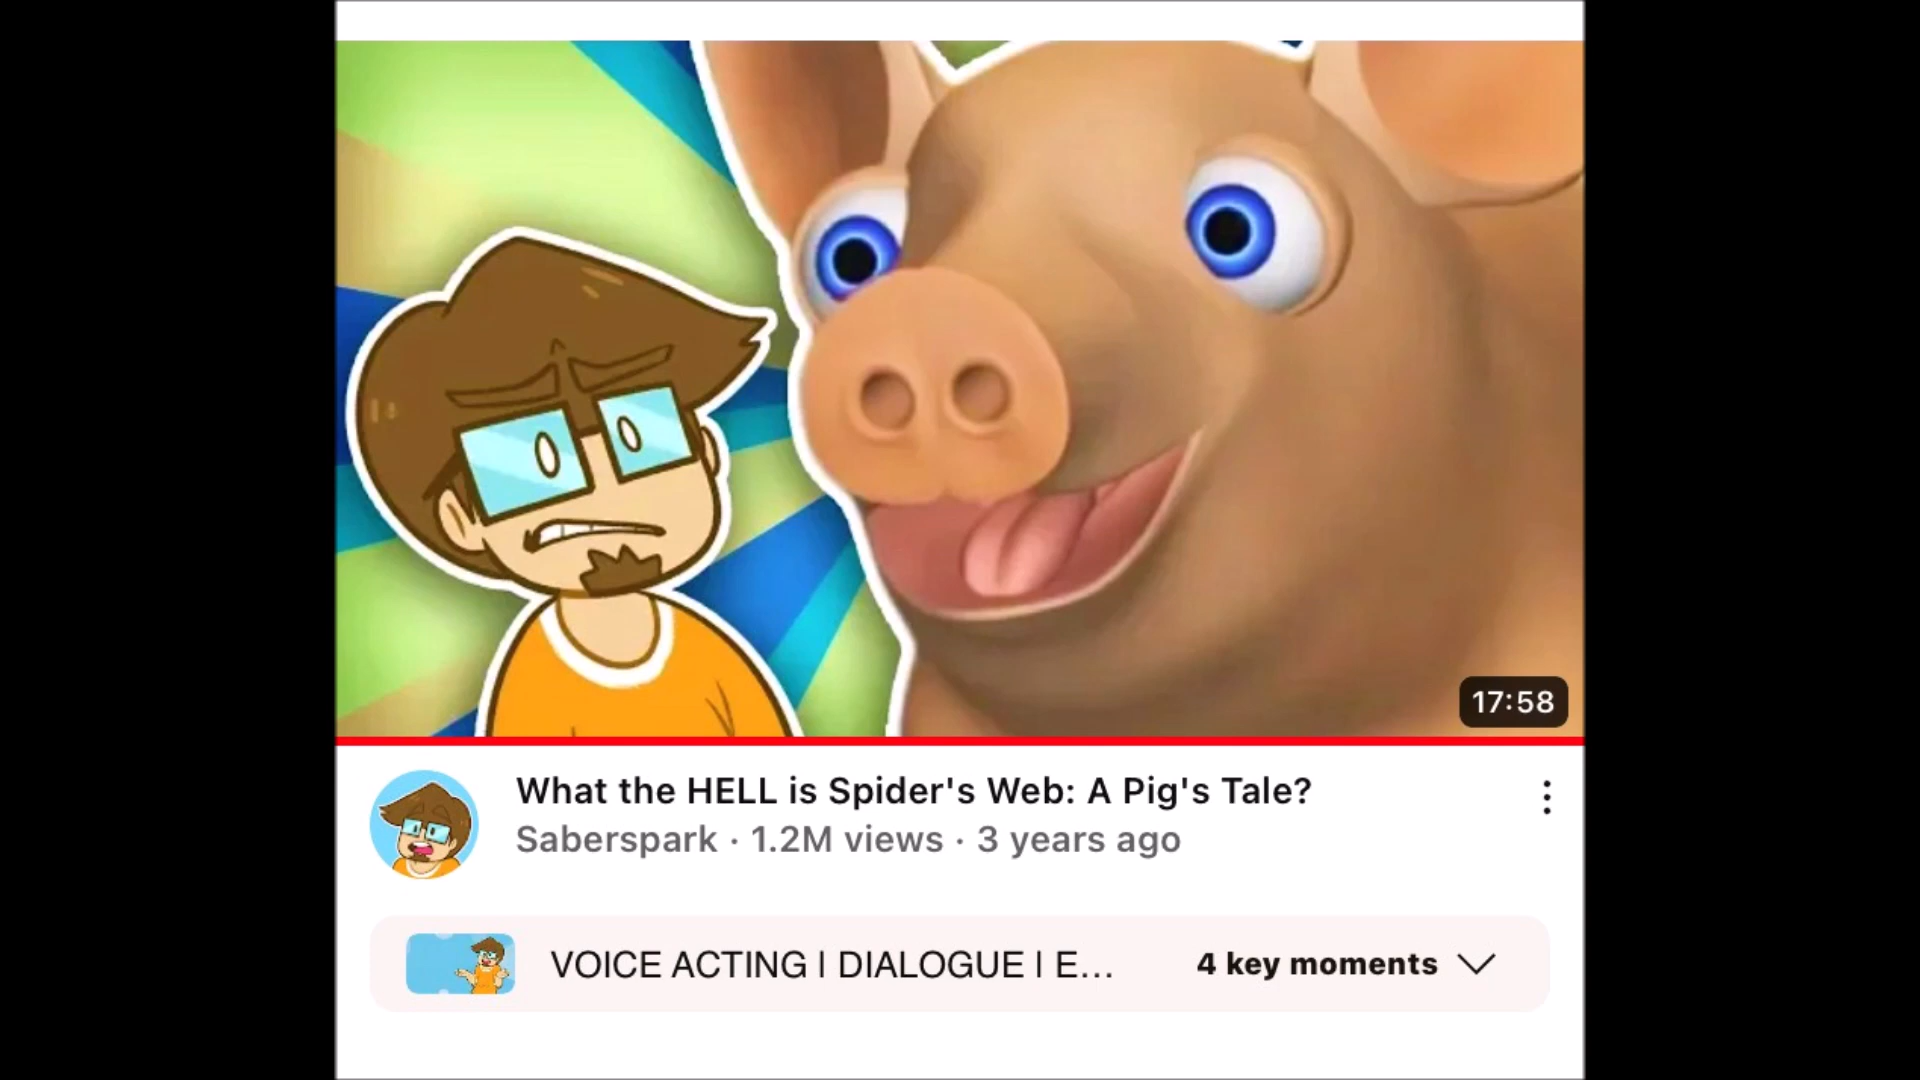 17:58
What the HELL is Spider's Web: A Pig's Tale?
Saberspark · 1.2M views · 3 years ago
VOICE ACTING | DIALOGUE | E... 4 key moments